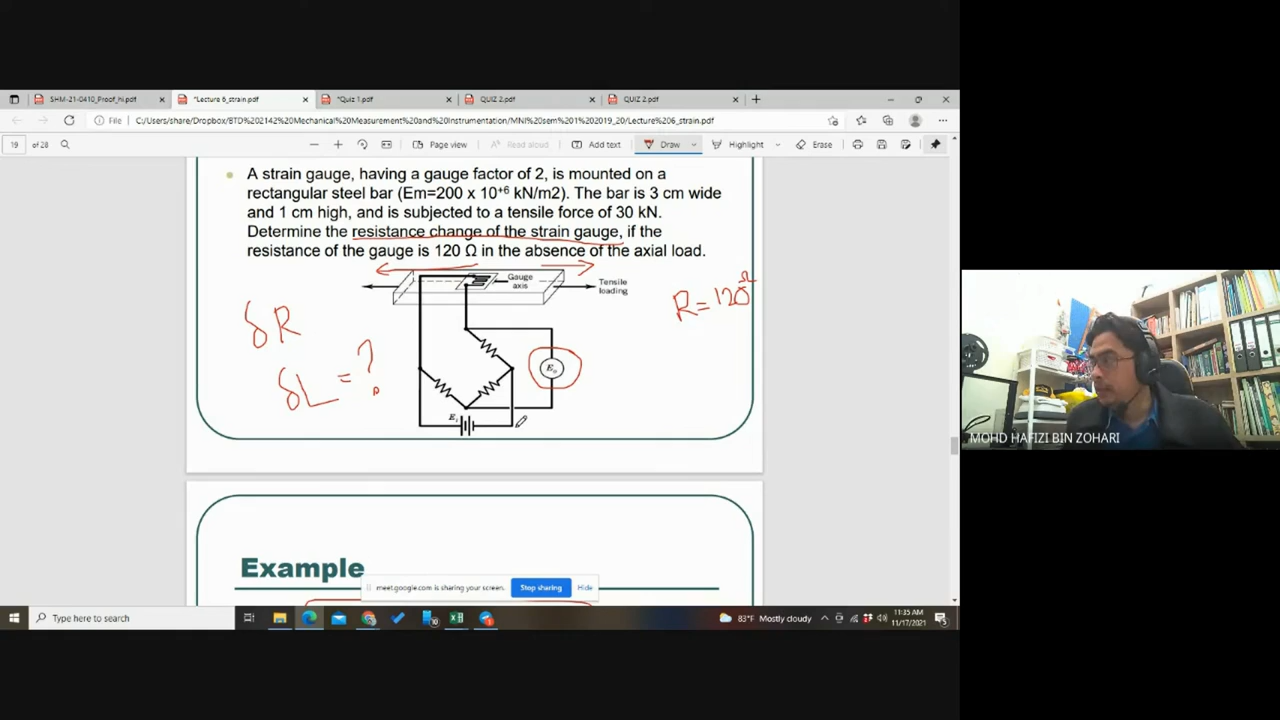 SHM-21-0410_Proof_hi.pdf
*Lecture 6_strain.pdf
*Quiz 1.pdf
QUIZ 2.pdf
QUIZ 2.pdf
File
C:/Users/share/Dropbox/BTD%202142%20Mechanical%20Measurement%20and%20Instrumentation/MNI%20sem%201%202019_20/Lecture%206_strain.pdf
19 of 28
Page view
Read aloud
Add text
Draw
Highlight
Erase
A strain gauge, having a gauge factor of 2, is mounted on a
rectangular steel bar (Em=200 x 10+6 kN/m2). The bar is 3 cm wide
and 1 cm high, and is subjected to a tensile force of 30 kN.
Determine the resistance change of the strain gauge, if the
resistance of the gauge is 120 Ω in the absence of the axial load.
Gauge
axis
Tensile
loading
R=120Ω
δR
δL = ?
Eo
Ei
Example
meet.google.com is sharing your screen.
Stop sharing
Hide
MOHD HAFIZI BIN ZOHARI
Type here to search
83°F Mostly cloudy
11:35 AM
11/17/2021